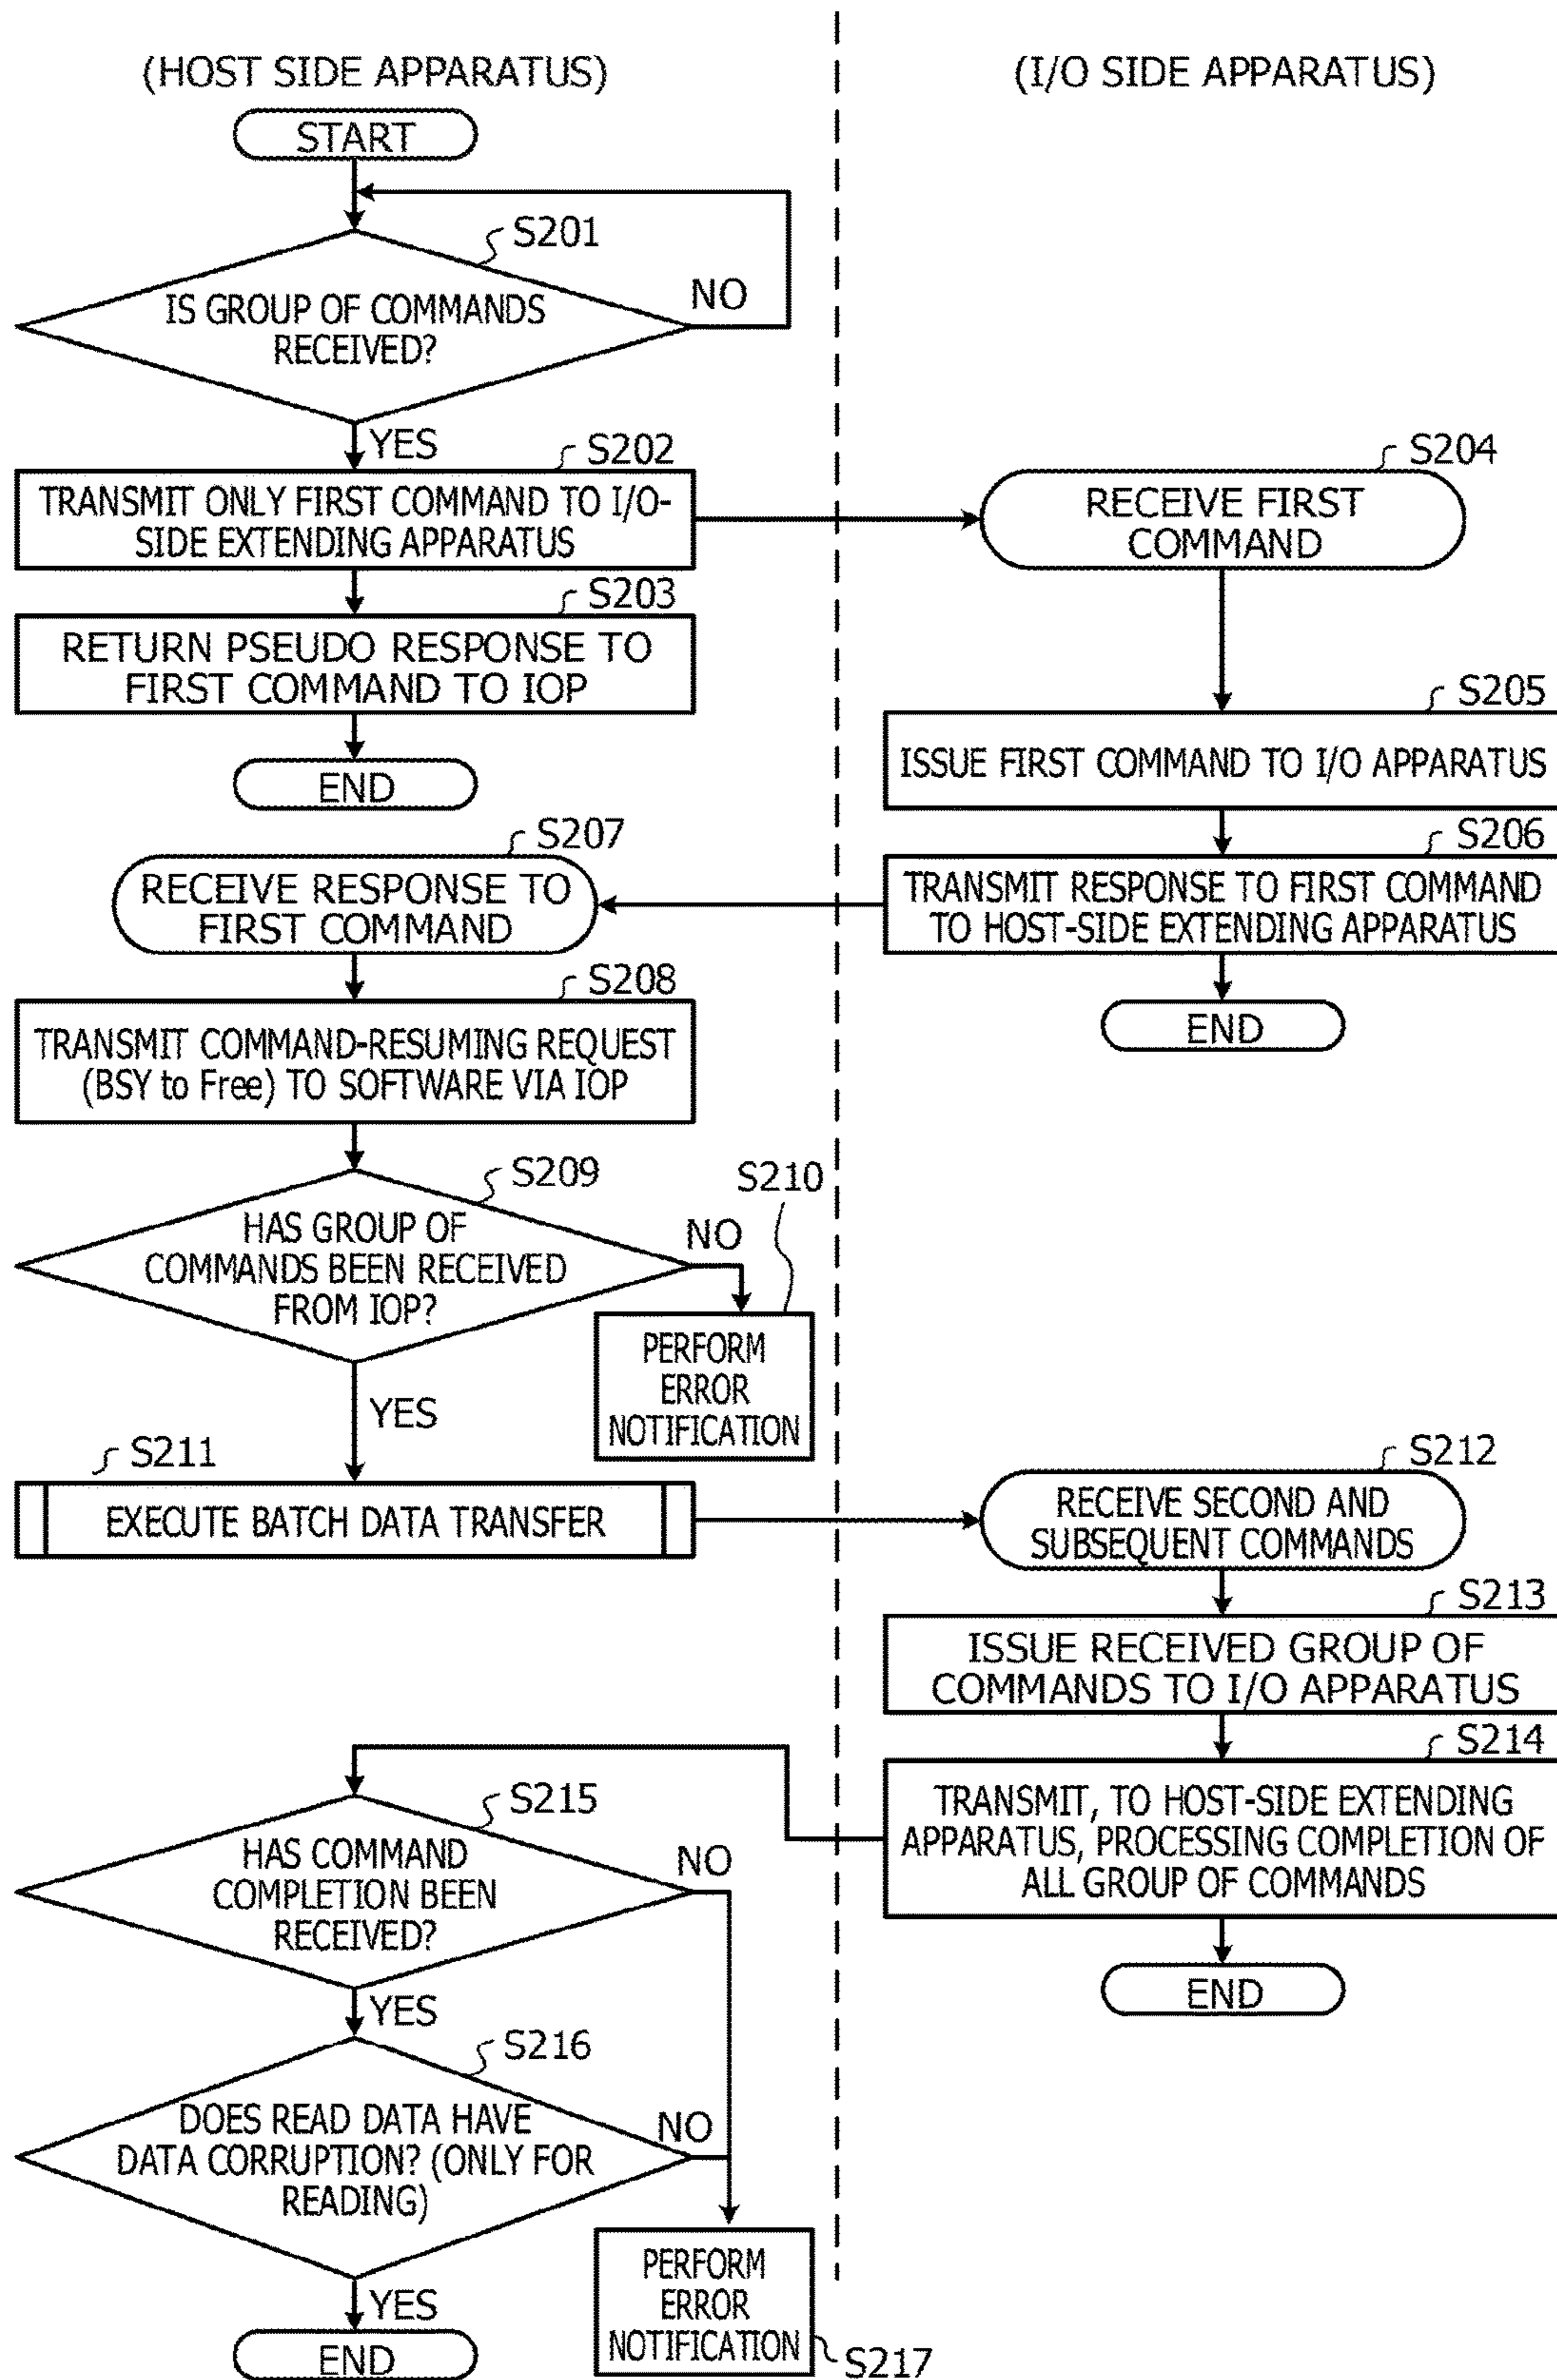 (HOST SIDE APPARATUS)
(I/O SIDE APPARATUS)
START
S201
IS GROUP OF COMMANDS
RECEIVED?
NO
YES
S202
TRANSMIT ONLY FIRST COMMAND TO I/O-
SIDE EXTENDING APPARATUS
S204
RECEIVE FIRST
COMMAND
S203
RETURN PSEUDO RESPONSE TO
FIRST COMMAND TO IOP
END
S205
ISSUE FIRST COMMAND TO I/O APPARATUS
S206
TRANSMIT RESPONSE TO FIRST COMMAND
TO HOST-SIDE EXTENDING APPARATUS
END
S207
RECEIVE RESPONSE TO
FIRST COMMAND
S208
TRANSMIT COMMAND-RESUMING REQUEST
(BSY to Free) TO SOFTWARE VIA IOP
S209
HAS GROUP OF
COMMANDS BEEN RECEIVED
FROM IOP?
NO
S210
PERFORM
ERROR
NOTIFICATION
YES
S211
EXECUTE BATCH DATA TRANSFER
S212
RECEIVE SECOND AND
SUBSEQUENT COMMANDS
S213
ISSUE RECEIVED GROUP OF
COMMANDS TO I/O APPARATUS
S214
TRANSMIT, TO HOST-SIDE EXTENDING
APPARATUS, PROCESSING COMPLETION OF
ALL GROUP OF COMMANDS
END
S215
HAS COMMAND
COMPLETION BEEN
RECEIVED?
NO
YES
S216
DOES READ DATA HAVE
DATA CORRUPTION? (ONLY FOR
READING)
NO
YES
END
PERFORM
ERROR
NOTIFICATION
S217